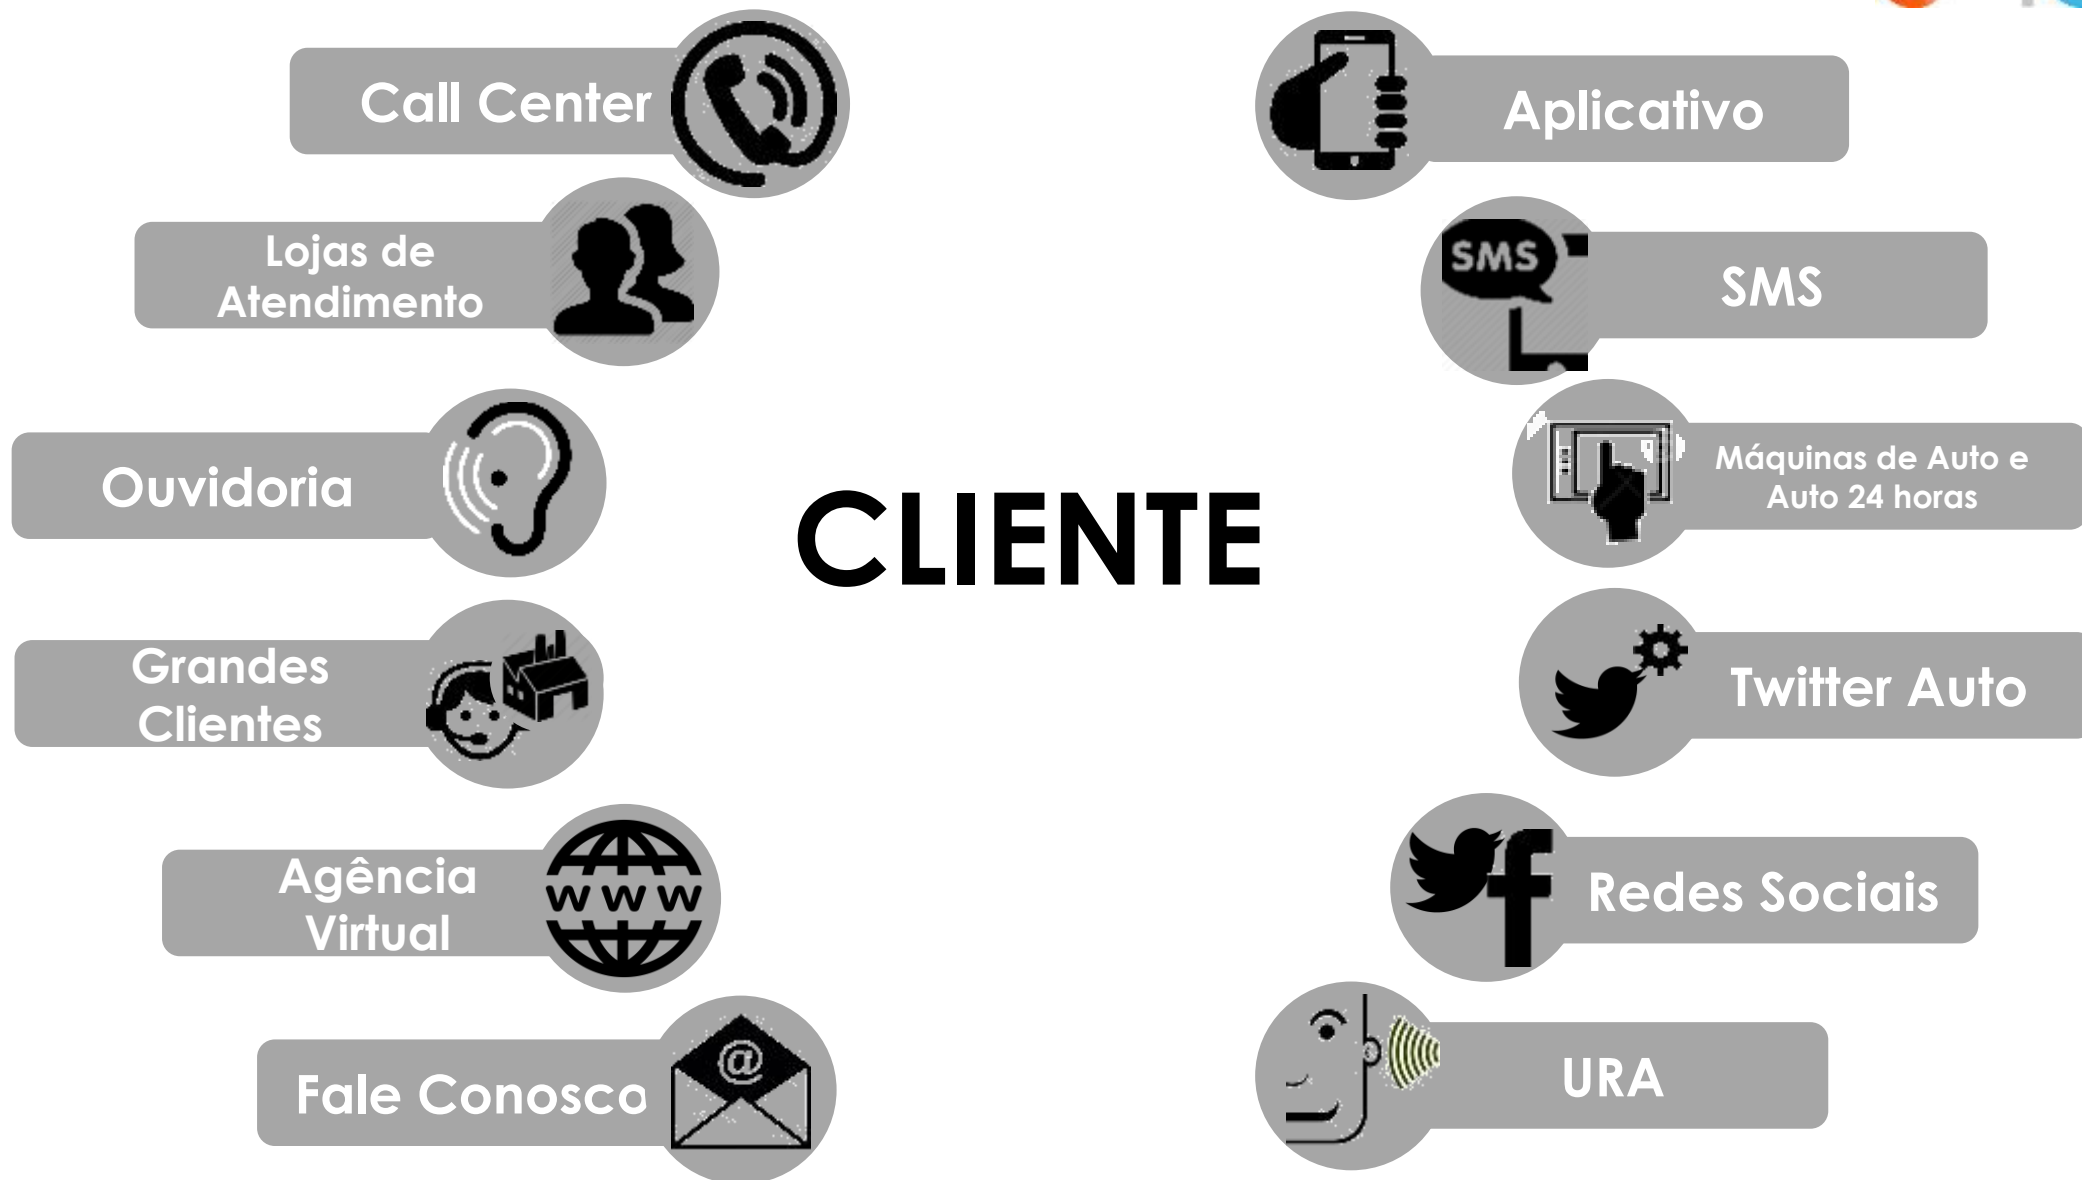 Call Center
Lojas de
Atendimento
Ouvidoria
Grandes
Clientes
Agência
Virtual
www
Fale Conosco
@
CLIENTE
Aplicativo
SMS
SMS
Máquinas de Auto e
Auto 24 horas
Twitter Auto
f
Redes Sociais
URA